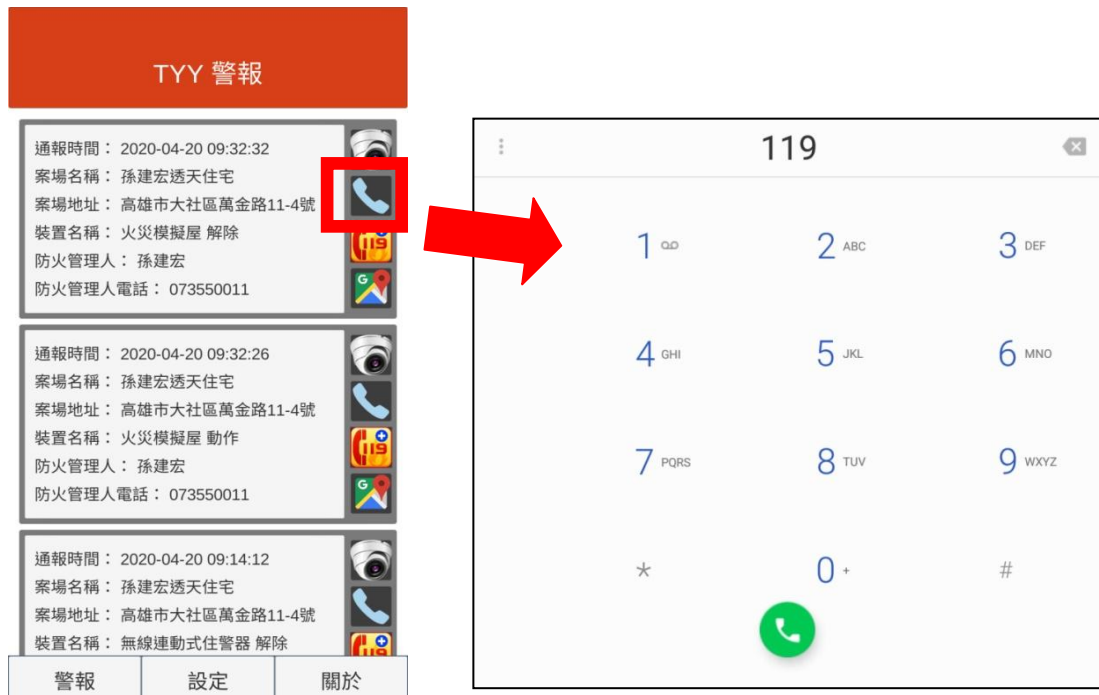 TYY 警報
通報時間： 2020-04-20 09:32:32
案場名稱： 孫建宏透天住宅
案場地址： 高雄市大社區萬金路11-4號
裝置名稱： 火災模擬屋 解除
防火管理人： 孫建宏
防火管理人電話： 073550011
119
G
通報時間： 2020-04-20 09:32:26
案場名稱： 孫建宏透天住宅
案場地址： 高雄市大社區萬金路11-4號
裝置名稱： 火災模擬屋 動作
防火管理人： 孫建宏
防火管理人電話： 073550011
119
G
通報時間： 2020-04-20 09:14:12
案場名稱： 孫建宏透天住宅
案場地址： 高雄市大社區萬金路11-4號
裝置名稱： 無線連動式住警器 解除
119
警報 設定 關於
119
1 2 ABC 3 DEF
4 GHI 5 JKL 6 MNO
7 PQRS 8 TUV 9 WXYZ
* 0 + #